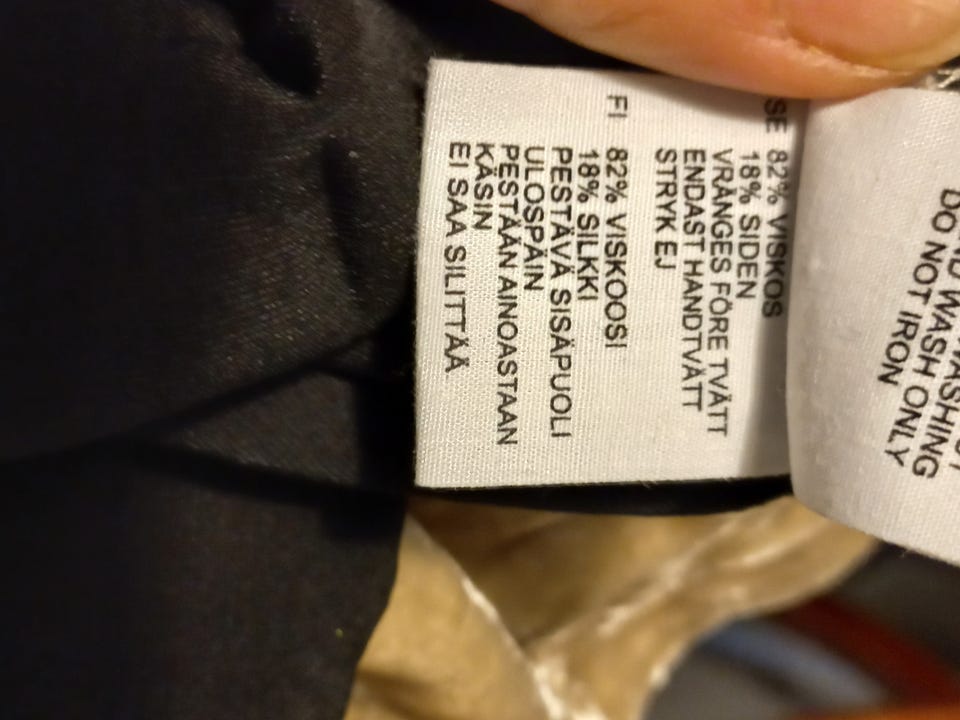 WASHING
WASH ONLY
DO NOT IRON
SE 82% VISKOS
18% SIDEN
VRÄNGES FÖRE TVÄTT
ENDAST HANDTVÄTT
STRYK EJ
FI 82% VISKOOSI
18% SILKKI
PESTÄVÄ SISÄPUOLI
ULOSPÄIN
PESTÄÄN AINOASTAAN
KÄSIN
EI SAA SILITTÄÄ